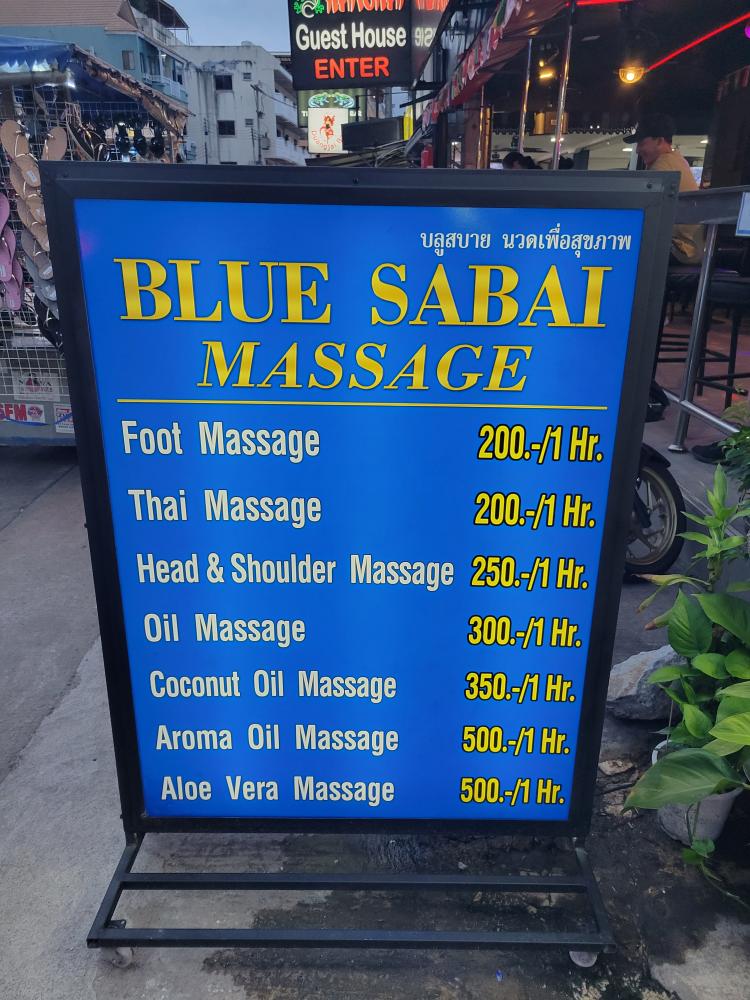 Guest House
ENTER
บลูสบาย นวดเพื่อสุขภาพ
BLUE SABAI
MASSAGE
Foot Massage 200.-/1 Hr.
Thai Massage 200.-/1 Hr.
Head & Shoulder Massage 250.-/1 Hr.
Oil Massage 300.-/1 Hr.
Coconut Oil Massage 350.-/1 Hr.
Aroma Oil Massage 500.-/1 Hr.
Aloe Vera Massage 500.-/1 Hr.